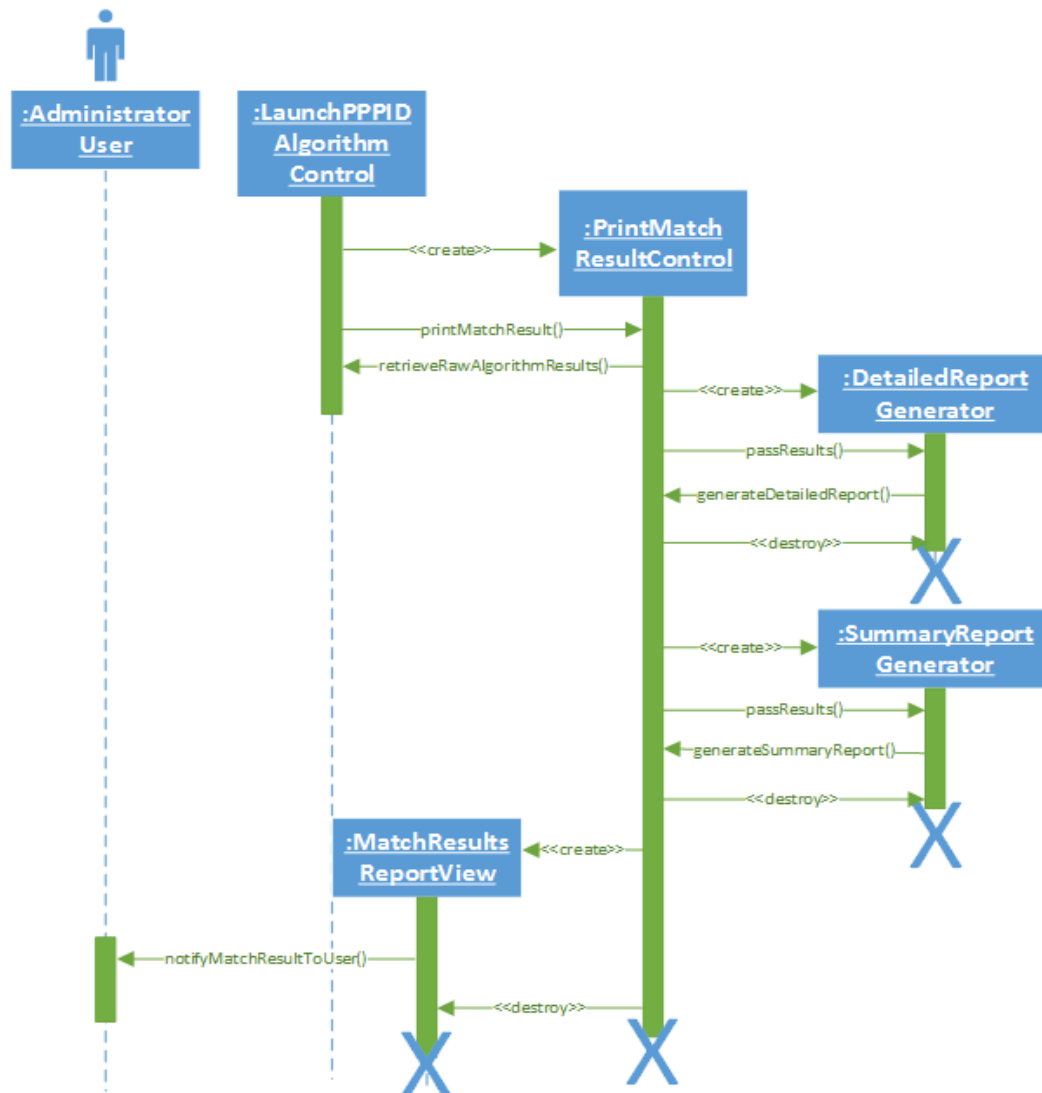 :Administrator
User
:LaunchPPPID
Algorithm
Control
<<create>>
:PrintMatch
ResultControl
printMatchResult()
retrieveRawAlgorithmResults()
<<create>>
:DetailedReport
Generator
passResults()
generateDetailedReport()
<<destroy>>
<<create>>
:SummaryReport
Generator
passResults()
generateSummaryReport()
<<destroy>>
:MatchResults
ReportView
<<create>>
notifyMatchResultToUser()
<<destroy>>